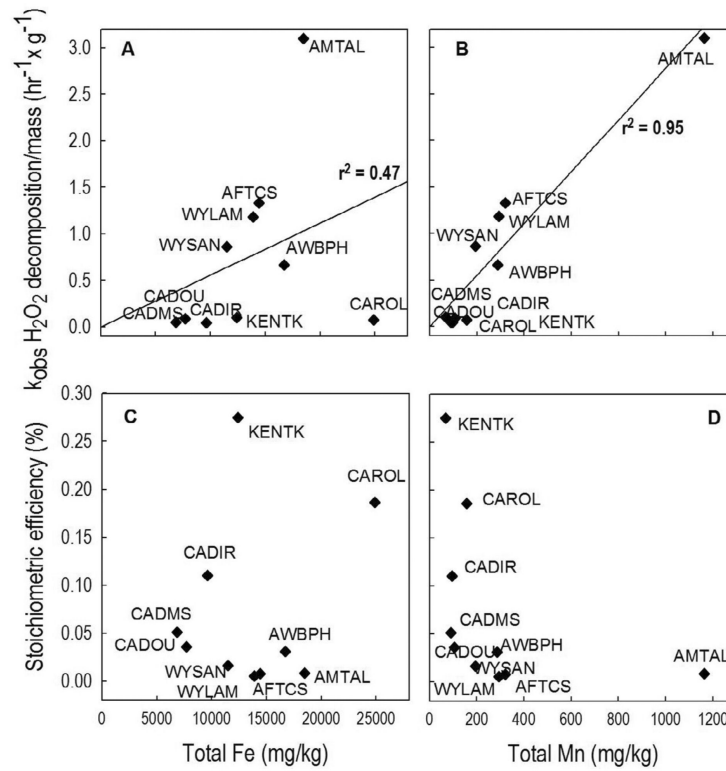 k_obs H₂O₂ decomposition/mass (hr⁻¹ x g⁻¹)
3.0
2.5
2.0
1.5
1.0
0.5
0.0
A
AMTAL
r² = 0.47
AFTCS
WYLAM
WYSAN
AWBPH
CADOU
CADMS
CADIR
KENTK
CAROL
B
AMTAL
r² = 0.95
AFTCS
WYLAM
WYSAN
AWBPH
CADMS
CADOU
CADIR
CAROL
KENTK
Stoichiometric efficiency (%)
0.30
0.25
0.20
0.15
0.10
0.05
0.00
C
KENTK
CAROL
CADIR
CADMS
CADOU
AWBPH
WYSAN
WYLAM
AFTCS
AMTAL
0 5000 10000 15000 20000 25000
Total Fe (mg/kg)
D
KENTK
CAROL
CADIR
CADMS
CADOU
AWBPH
WYSAN
WYLAM
AFTCS
AMTAL
0 200 400 600 800 1000 1200
Total Mn (mg/kg)